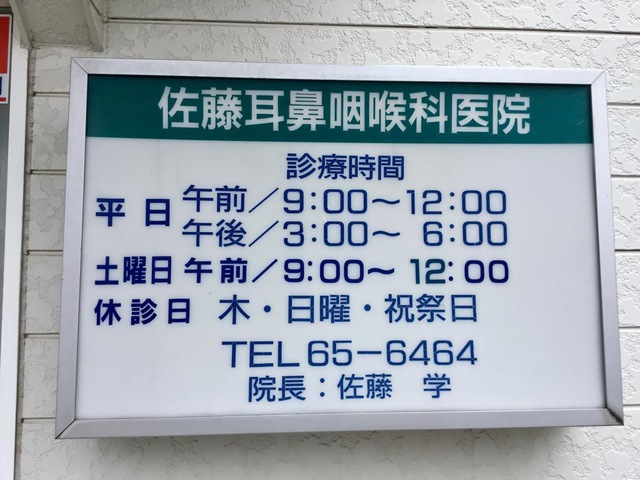 佐藤耳鼻咽喉科医院
診療時間
平日 午前／9:00～12:00
午後／3:00～ 6:00
土曜日 午前／9:00～ 12:00
休診日 木・日曜・祝祭日
TEL 65-6464
院長：佐藤 学